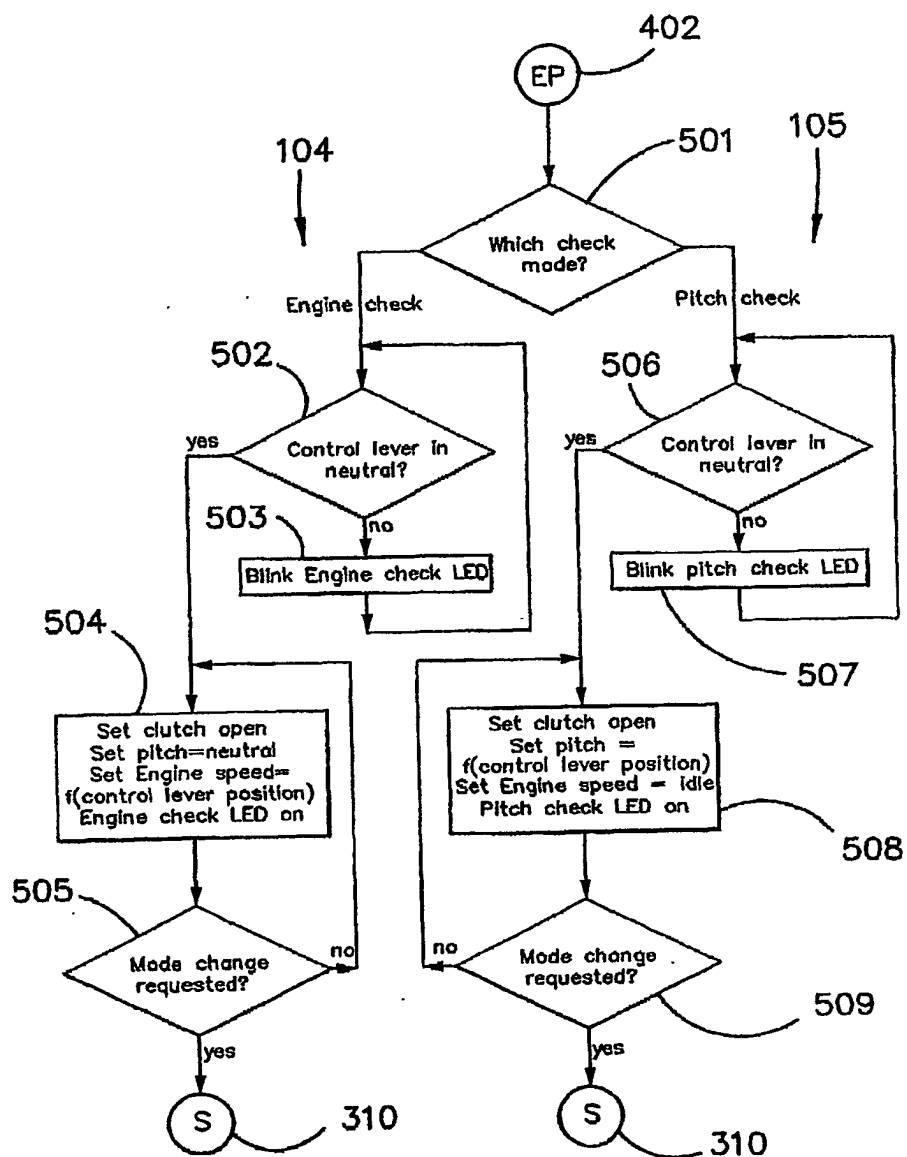 402
EP
104
501
105
Which check
mode?
Engine check
Pitch check
502
506
yes
Control lever in
neutral?
yes
Control lever in
neutral?
503
no
no
Blink Engine check LED
Blink pitch check LED
504
507
Set clutch open
Set pitch=neutral
Set Engine speed=
f(control lever position)
Engine check LED on
Set clutch open
Set pitch =
f(control lever position)
Set Engine speed = idle
Pitch check LED on
508
505
Mode change
requested?
no
no
Mode change
requested?
509
yes
yes
S
310
S
310